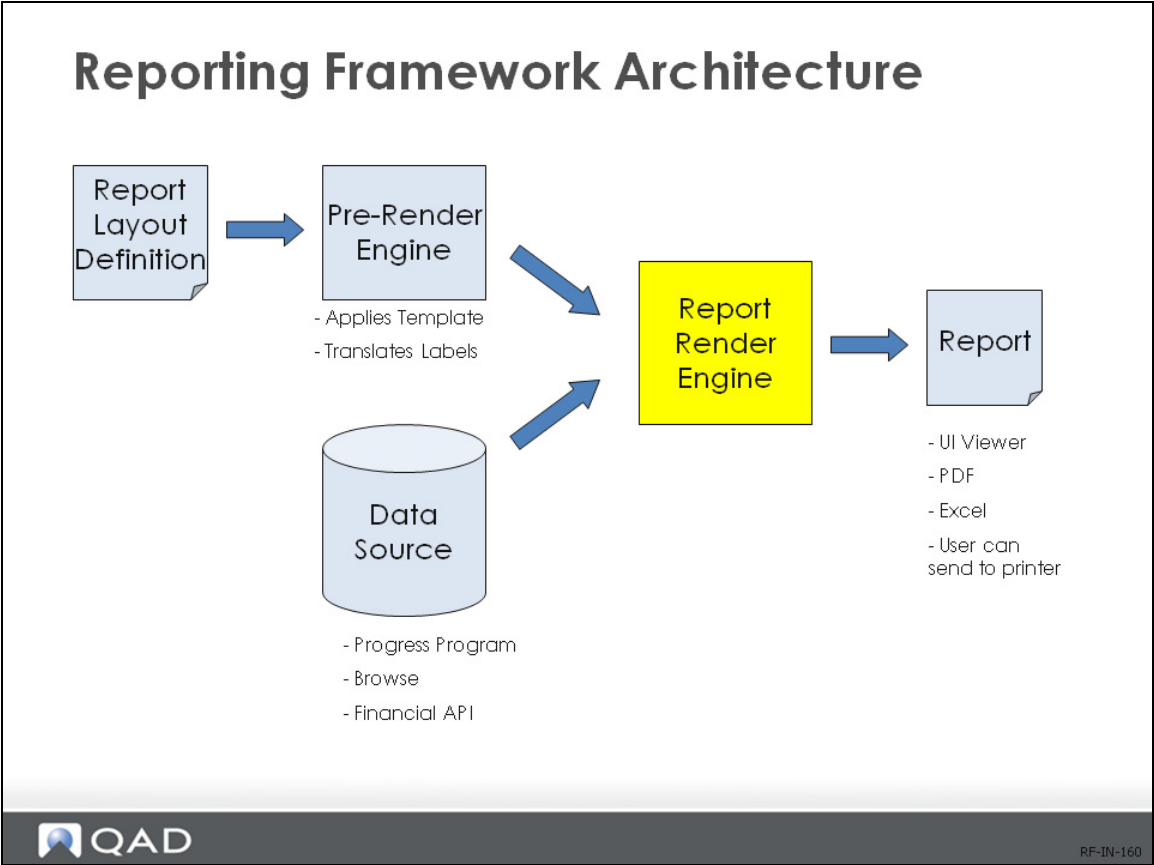 Reporting Framework Architecture
Report
Layout
Definition
Pre-Render
Engine
- Applies Template
- Translates Labels
Data
Source
- Progress Program
- Browse
- Financial API
Report
Render
Engine
Report
- UI Viewer
- PDF
- Excel
- User can
send to printer
QAD
RF-IN-160